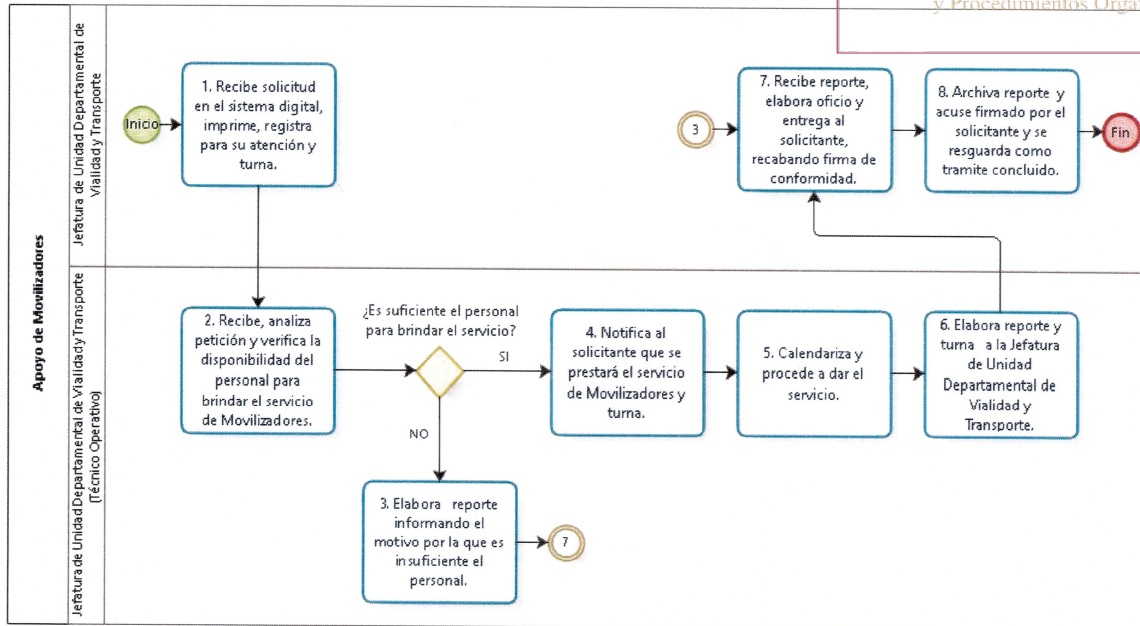 y Procedimientos Orga
Apoyo de Movilizadores
Jefatura de Unidad Departamental de
Vialidad y Transporte
Inicio
1. Recibe solicitud
en el sistema digital,
imprime, registra
para su atención y
turna.
3
7. Recibe reporte,
elabora oficio y
entrega al
solicitante,
recabando firma de
conformidad.
8. Archiva reporte y
acuse firmado por el
solicitante y se
resguarda como
tramite concluido.
Fin
Jefatura de Unidad Departamental de Vialidad y Transporte
(Técnico Operativo)
2. Recibe, analiza
petición y verifica la
disponibilidad del
personal para
brindar el servicio
de Movilizadores.
¿Es suficiente el personal
para brindar el servicio?
SI
NO
4. Notifica al
solicitante que se
prestará el servicio
de Movilizadores y
turna.
5. Calendariza y
procede a dar el
servicio.
6. Elabora reporte y
turna a la Jefatura
de Unidad
Departamental de
Vialidad y
Transporte.
3. Elabora reporte
informando el
motivo por la que es
insuficiente el
personal.
7